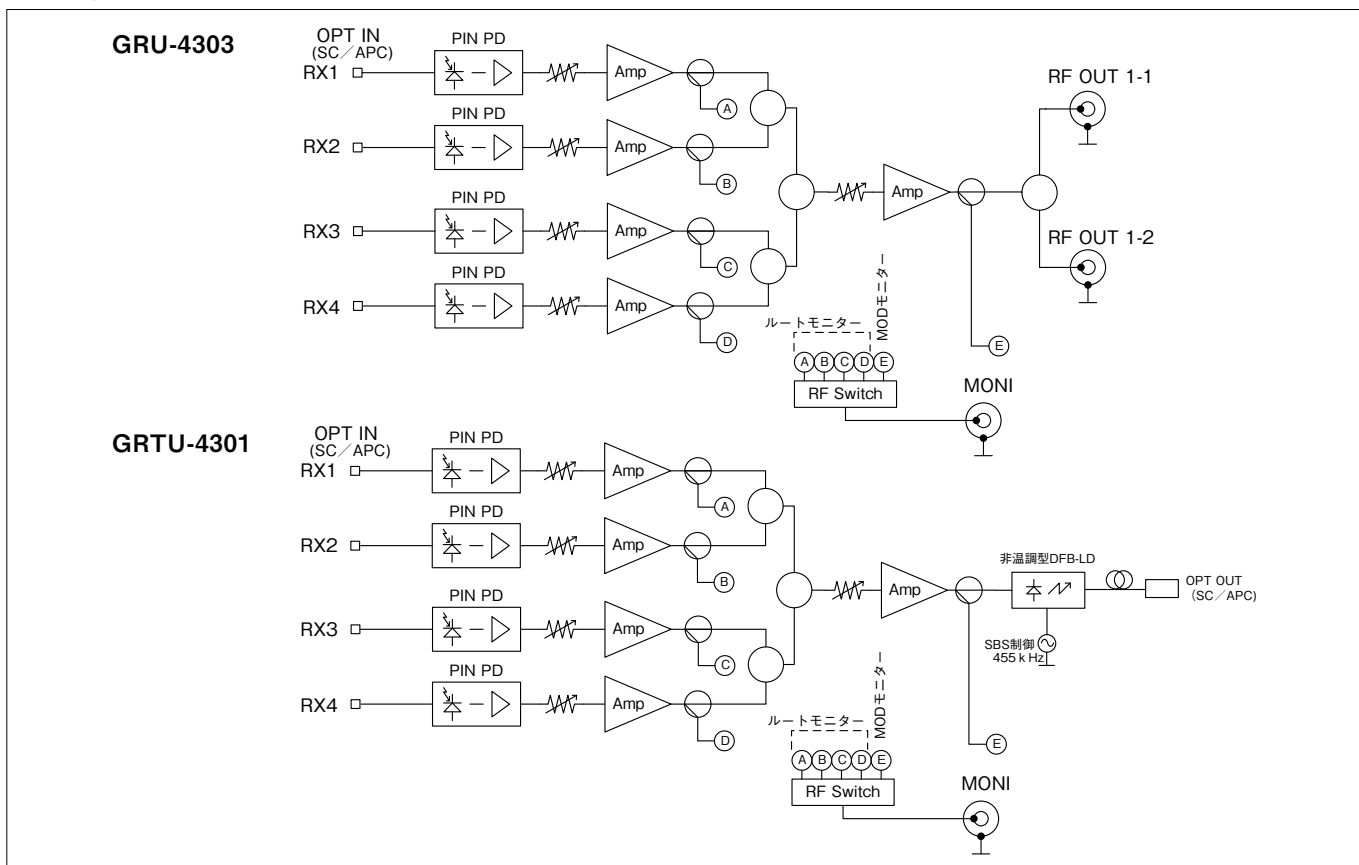 GRU-4303
OPT IN
(SC／APC)
PIN PD
RX1
Amp
A
PIN PD
RX2
Amp
B
PIN PD
RX3
Amp
C
PIN PD
RX4
Amp
D
Amp
E
RF OUT 1-1
RF OUT 1-2
ルートモニター
MODモニター
A B C D E
RF Switch
MONI
GRTU-4301
OPT IN
(SC／APC)
PIN PD
RX1
Amp
A
PIN PD
RX2
Amp
B
PIN PD
RX3
Amp
C
PIN PD
RX4
Amp
D
Amp
E
非温調型DFB-LD
OPT OUT
(SC／APC)
SBS制御
455ｋHz
ルートモニター
MODモニター
A B C D E
RF Switch
MONI